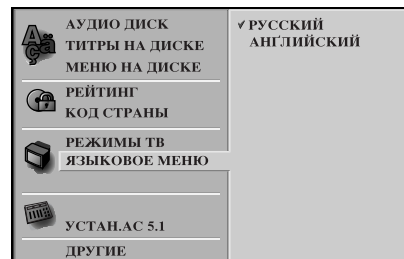 АУДИО ДИСК
ТИТРЫ НА ДИСКЕ
МЕНЮ НА ДИСКЕ
РЕЙТИНГ
КОД СТРАНЫ
РЕЖИМЫ ТВ
ЯЗЫКОВОЕ МЕНЮ
УСТАН.АС 5.1
ДРУГИЕ
РУССКИЙ
АНГЛИЙСКИЙ